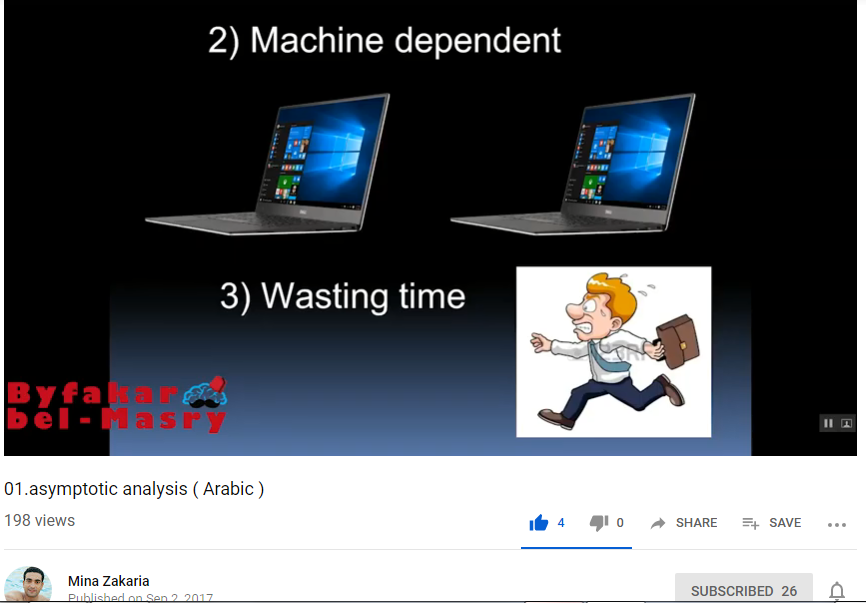 2) Machine dependent
3) Wasting time
Byfakar
bel-Masry
01.asymptotic analysis ( Arabic )
198 views
4
0
SHARE
SAVE
Mina Zakaria
Published on Sep 2, 2017
SUBSCRIBED 26